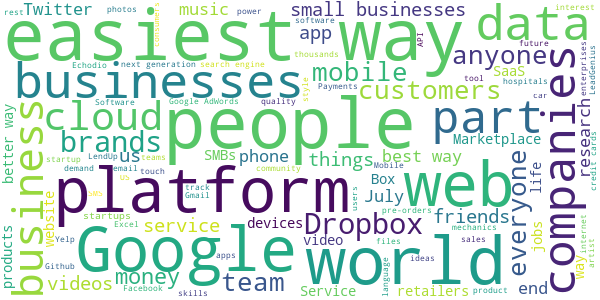 Twitter
photos
power
rest
music
small businesses
software
interest
consumers
easiest way
data
app
API
future
Echodio
next generation
search engine
thousands
anyone
businesses
mobile
SaaS
enterprises
LeadGenius
tool
hospitals
Software
Google AdWords
quality
style
Payments
customers
car
cloud
people
part
companies
better way
business
brands
us
SMBs
phone
things
best way
Marketplace
research
credit cards
startup
LendUp
teams
demand
email
touch
community
Mobile
everyone
life
platform
web
Box
July
users
pre-orders
friends
track
Gmail
Dropbox
mechanics
jobs
Website
startups
service
devices
Google
world
Yelp
Excel
video
files
language
ideas
sales
way
internet
artist
products
money
apps
team
end
Github
videos
Facebook
skills
Service
retailers
product